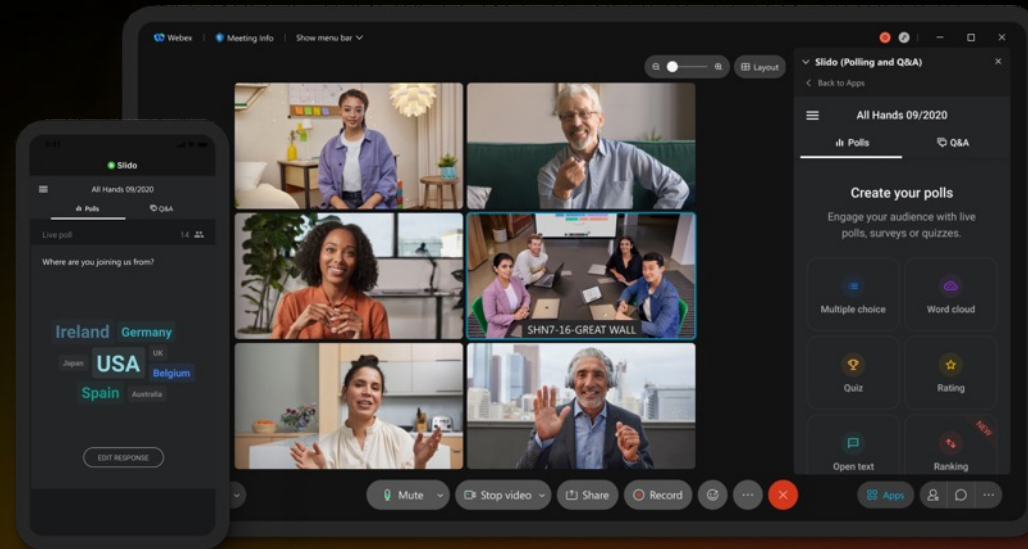 Webex
Meeting Info
Show menu bar
Layout
Slido (Polling and Q&A)
Back to Apps
All Hands 09/2020
Polls
Q&A
Create your polls
Engage your audience with live
polls, surveys or quizzes.
Multiple choice
Word cloud
Quiz
Rating
NEW
Open text
Ranking
SHN7-16-GREAT WALL
Mute
Stop video
Share
Record
Apps
9:41
Slido
All Hands 09/2020
Polls
Q&A
Live poll
14
Where are you joining us from?
Ireland
Germany
Japan
USA
UK
Belgium
Spain
Australia
EDIT RESPONSE